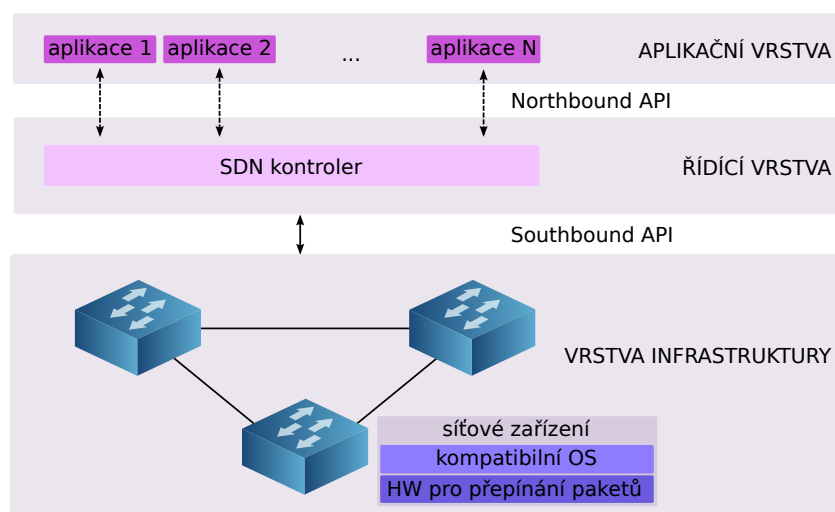 aplikace 1
aplikace 2
...
aplikace N
APLIKAČNÍ VRSTVA
Northbound API
SDN kontroler
ŘÍDÍCÍ VRSTVA
Southbound API
VRSTVA INFRASTRUKTURY
síťové zařízení
kompatibilní OS
HW pro přepínání paketů